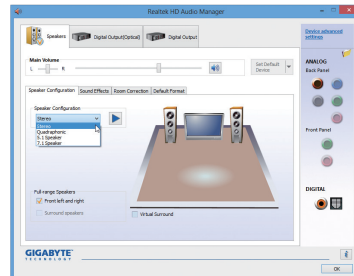 Realtek HD Audio Manager
Speakers
Digital Output(Optical)
Digital Output
Device advanced settings
Main Volume
L
R
Set Default Device
ANALOG
Back Panel
Speaker Configuration
Sound Effects
Room Correction
Default Format
Speaker Configuration
Stereo
Stereo
Quadraphonic
5.1 Speaker
7.1 Speaker
Front Panel
Full-range Speakers
Front left and right
Surround speakers
Virtual Surround
DIGITAL
GIGABYTE™
TECHNOLOGY
i
OK